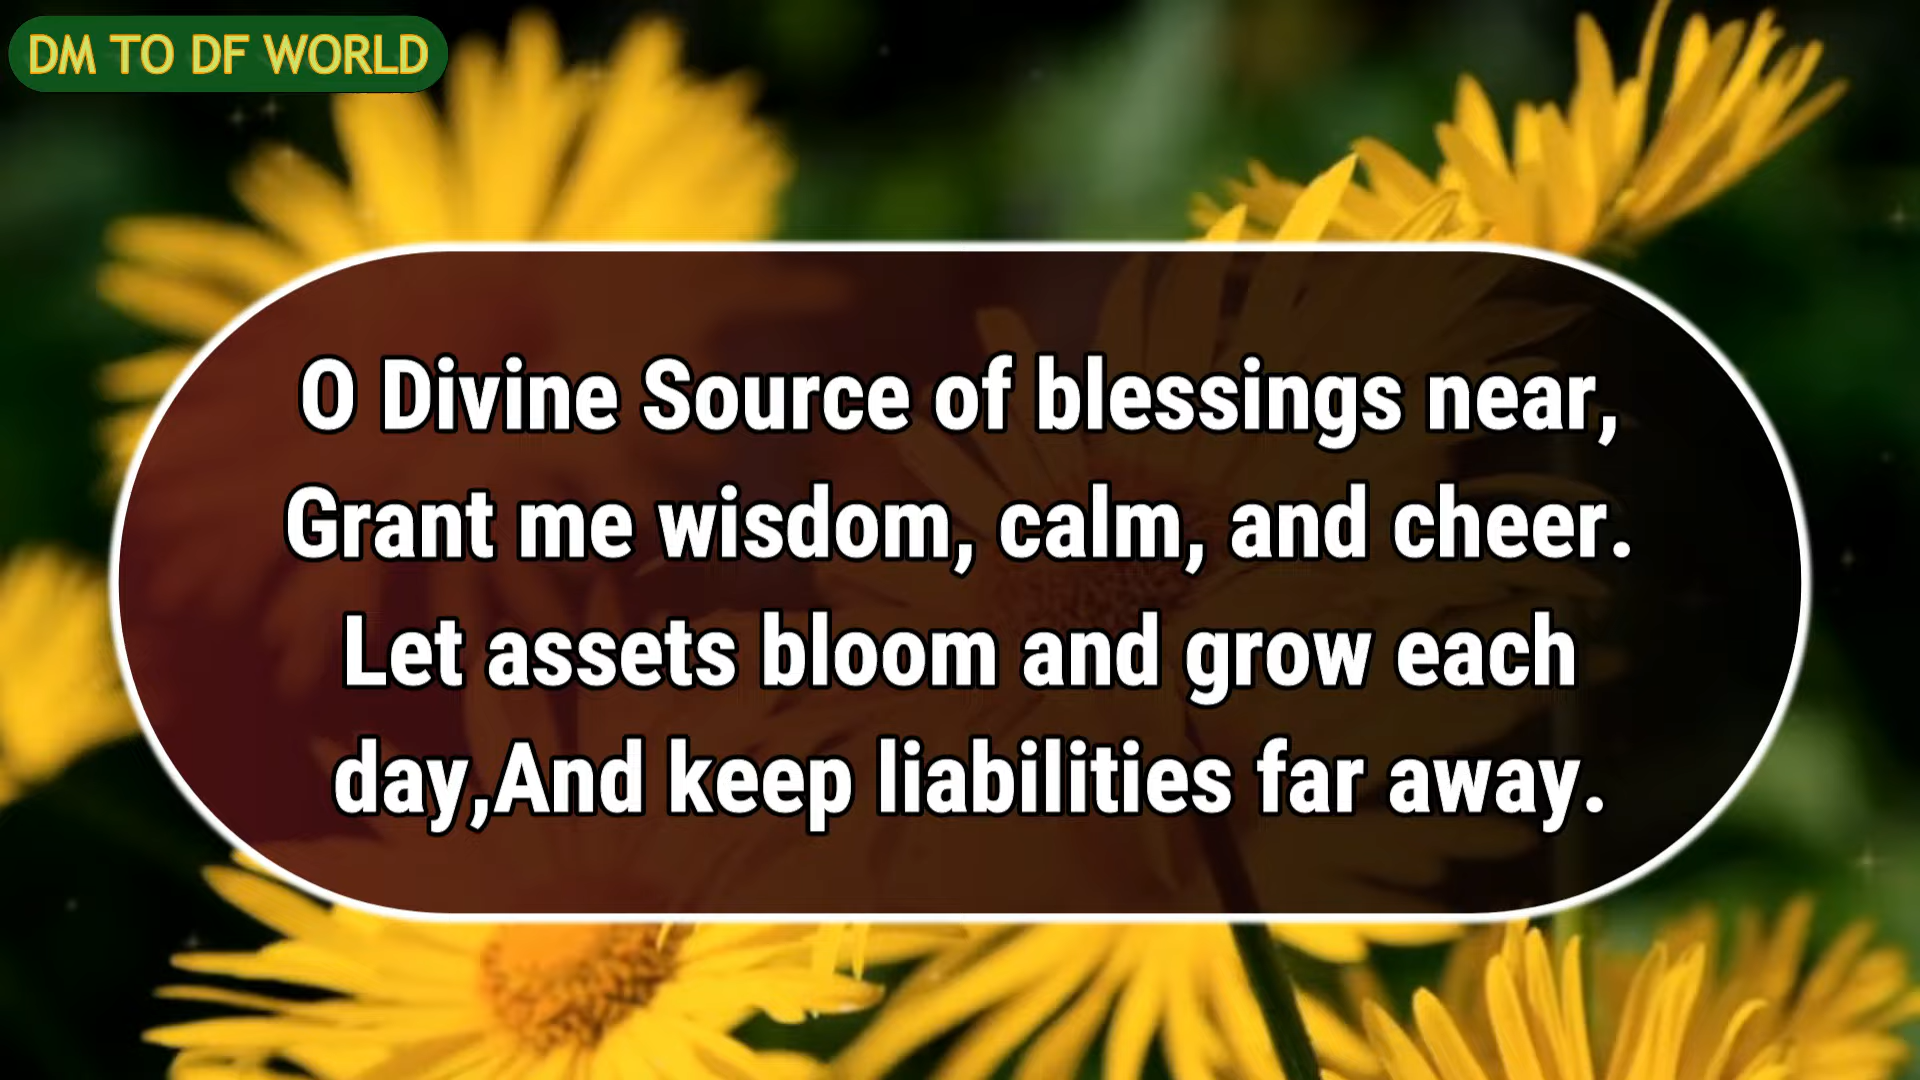 DM TO DF WORLD
O Divine Source of blessings near,
Grant me wisdom, calm, and cheer.
Let assets bloom and grow each
day,And keep liabilities far away.